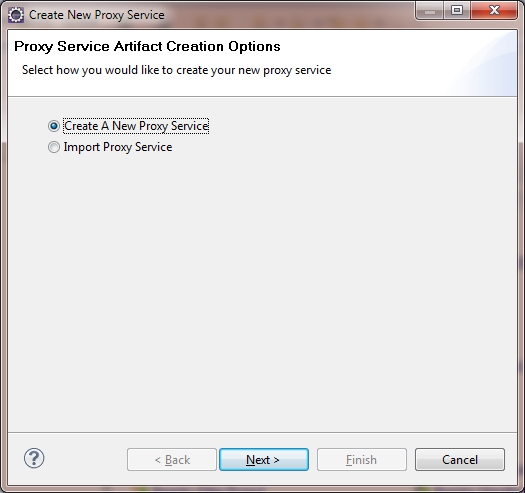 Create New Proxy Service
Proxy Service Artifact Creation Options
Select how you would like to create your new proxy service
Create A New Proxy Service
Import Proxy Service
?
< Back
Next >
Finish
Cancel